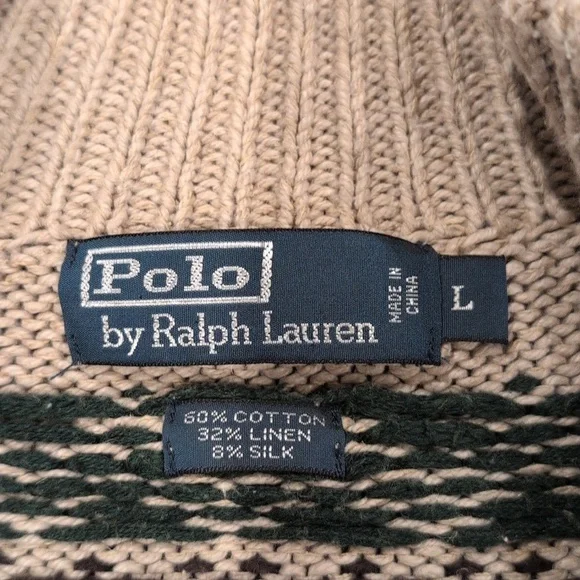 Polo
by Ralph Lauren
MADE IN
CHINA
L
60% COTTON
32% LINEN
8% SILK